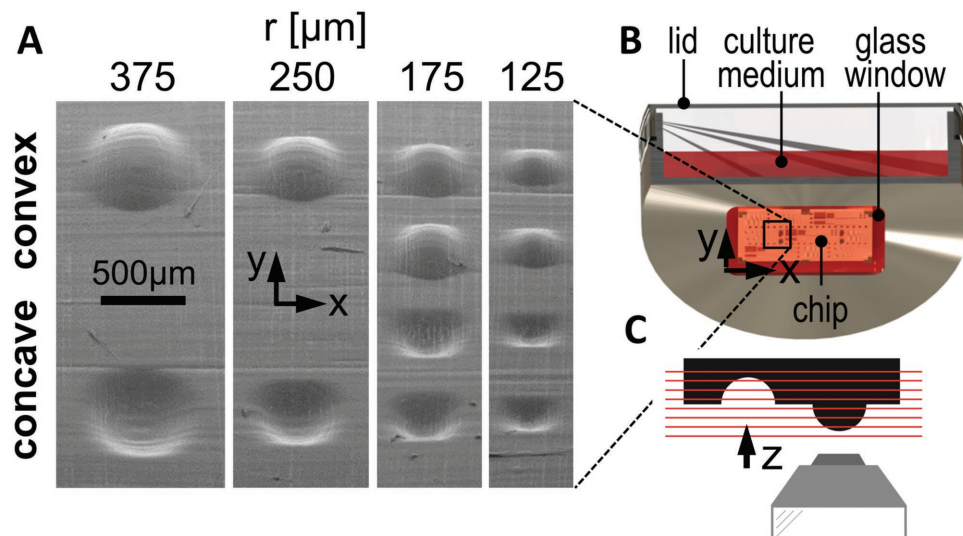 A
r [µm]
375
250
175
125
convex
concave
500µm
y
x
B
lid
culture
medium
glass
window
y
x
chip
C
z